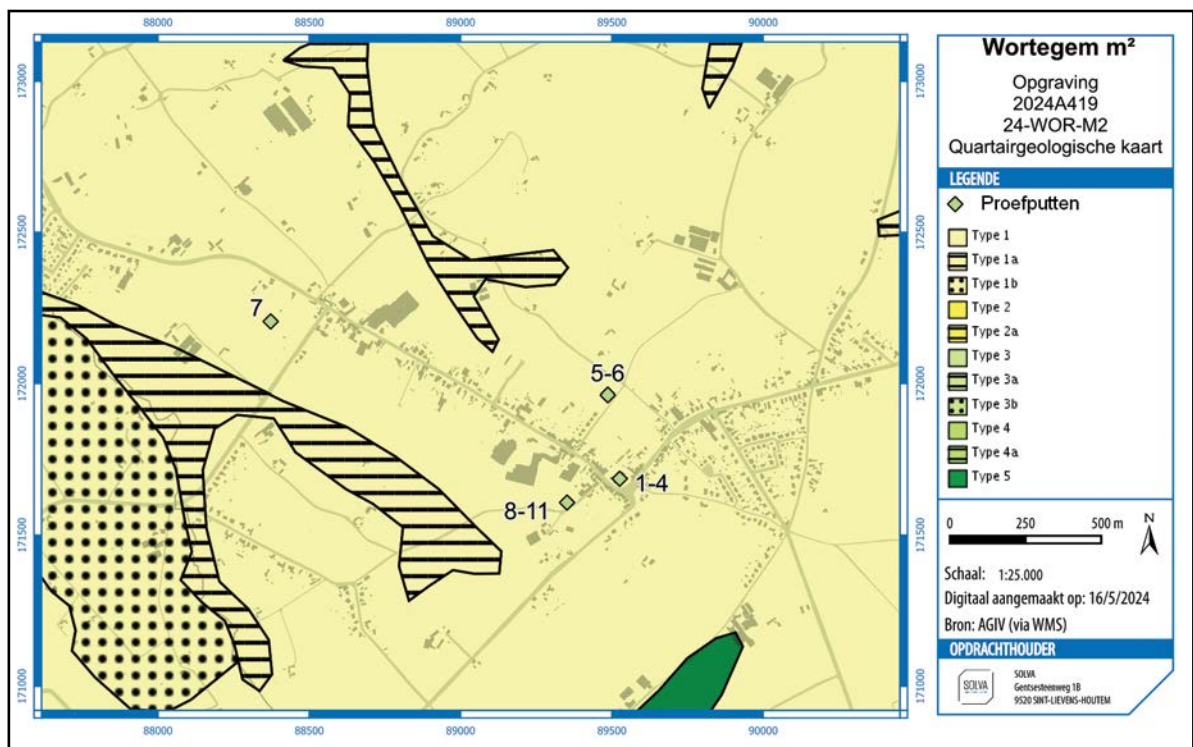 88000 88500 89000 89500 90000
173000
172500
172000
171500
171000
7
5-6
1-4
8-11
173000
172500
172000
171500
171000
88000 88500 89000 89500 90000
Wortegem m²
Opgraving
2024A419
24-WOR-M2
Quartairgeologische kaart
LEGENDE
Proefputten
Type 1
Type 1a
Type 1b
Type 2
Type 2a
Type 3
Type 3a
Type 3b
Type 4
Type 4a
Type 5
0 250 500 m
N
Schaal: 1:25.000
Digitaal aangemaakt op: 16/5/2024
Bron: AGIV (via WMS)
OPDRACHTHOUDER
SOLVA
SOLVA
Gentsesteenweg 1B
9520 SINT-LIEVENS-HOUTEM